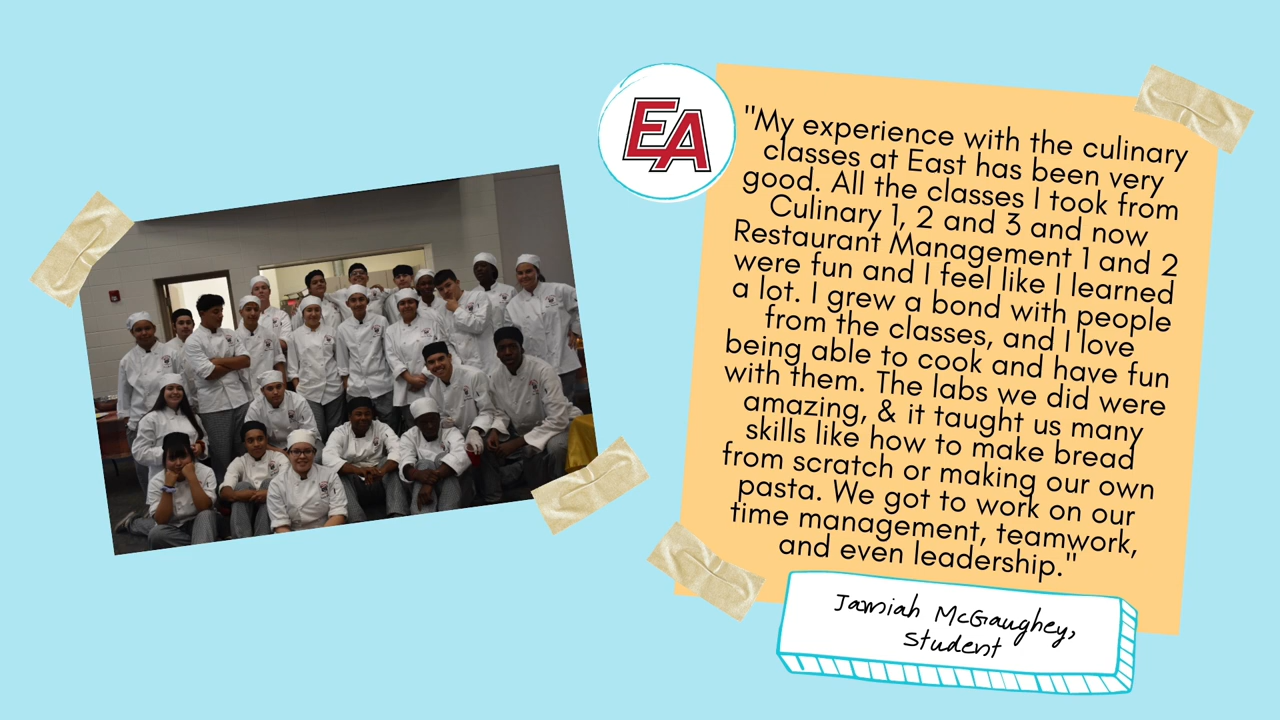 EA
"My experience with the culinary
classes at East has been very
good. All the classes I took from
Culinary 1, 2 and 3 and now
Restaurant Management 1 and 2
were fun and I feel like I learned
a lot. I grew a bond with people
from the classes, and I love
being able to cook and have fun
with them. The labs we did were
amazing, & it taught us many
skills like how to make bread
from scratch or making our own
pasta. We got to work on our
time management, teamwork,
and even leadership."
Jamiah McGaughey,
Student